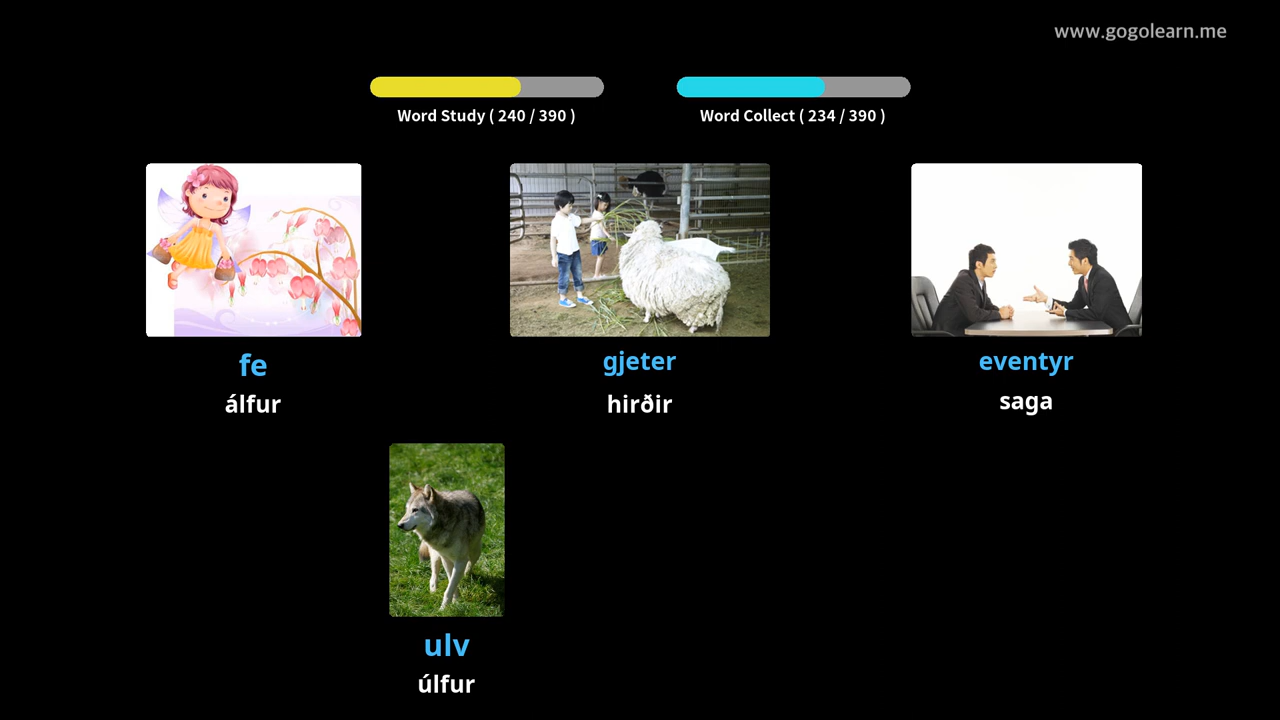 www.gogolearn.me
Word Study ( 240 / 390 )
Word Collect ( 234 / 390 )
fe
álfur
gjeter
hirðir
eventyr
saga
ulv
úlfur